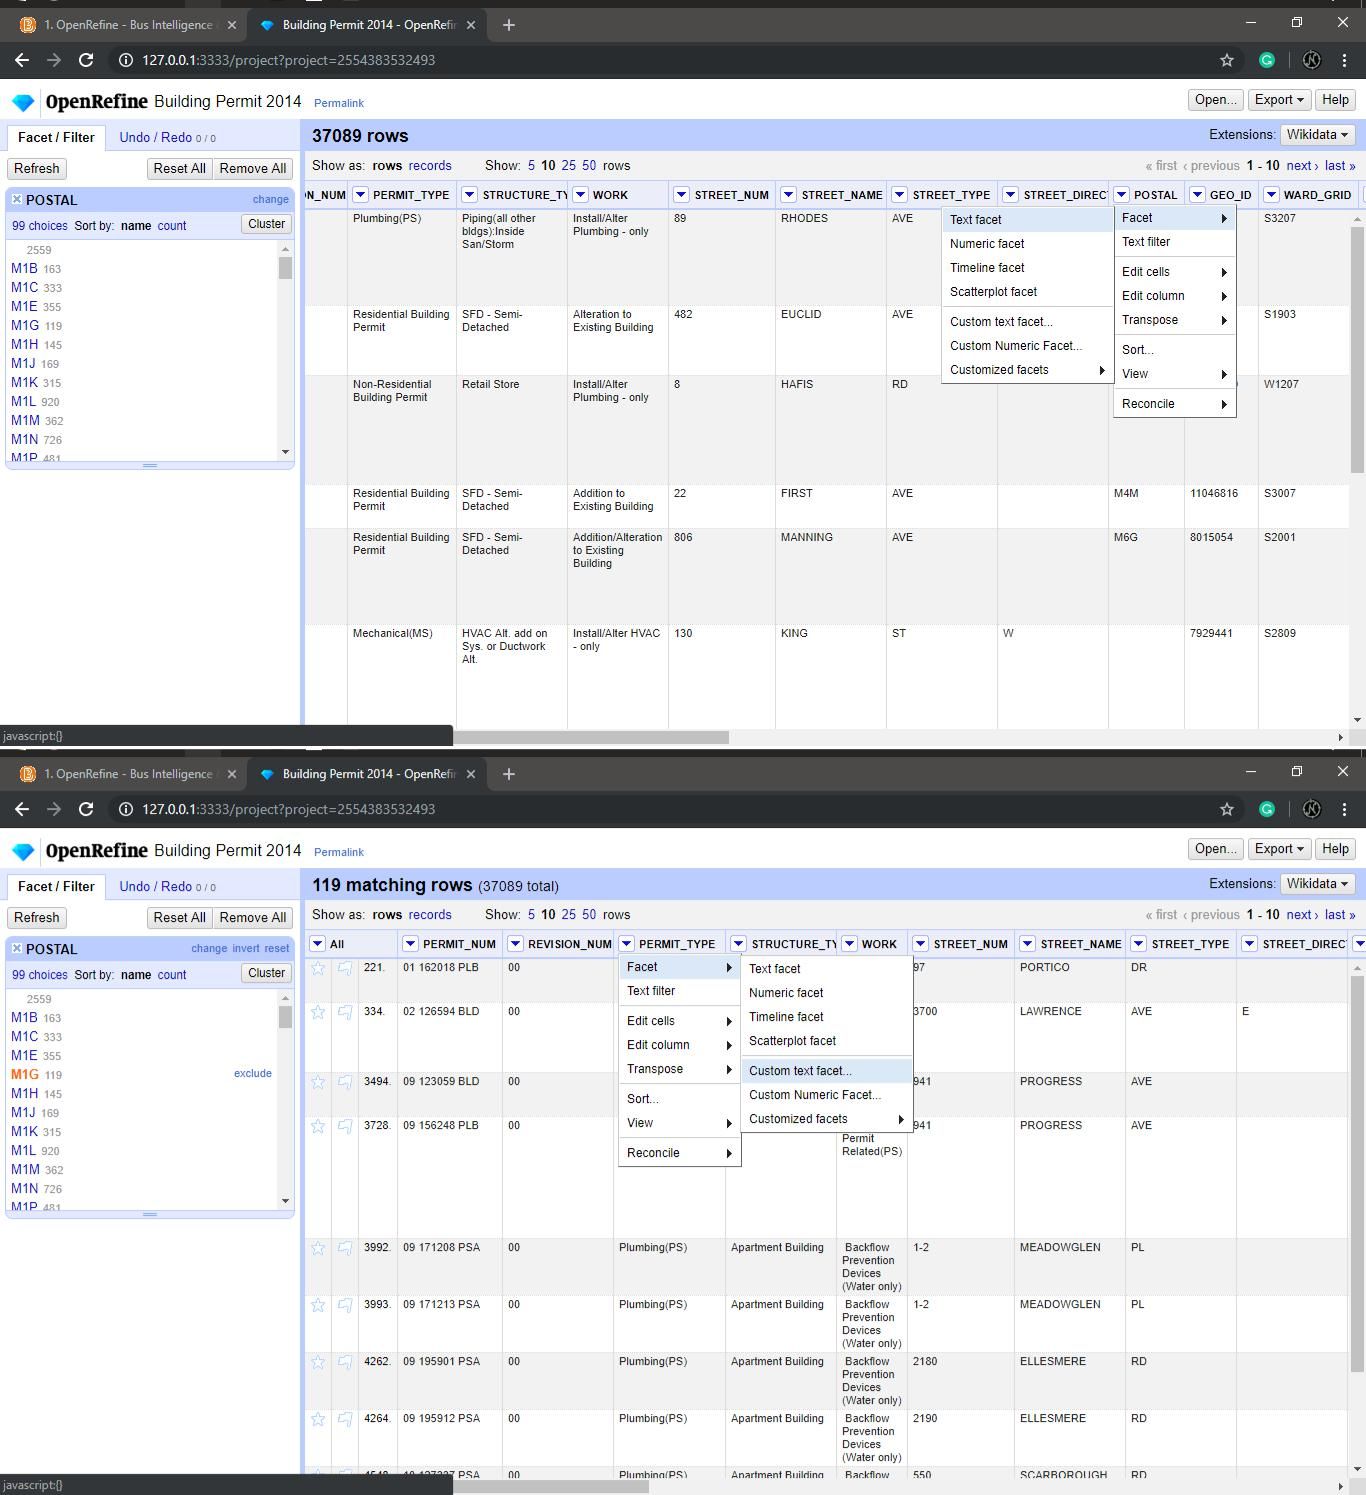 1. OpenRefine - Bus Intelligence
Building Permit 2014 - OpenRefin
127.0.0.1:3333/project?project=2554383532493
OpenRefine Building Permit 2014 Permalink
Open... Export Help
Facet / Filter Undo / Redo 0 / 0
37089 rows
Extensions: Wikidata
Refresh Reset All Remove All
Show as: rows records Show: 5 10 25 50 rows
« first ‹ previous 1 - 10 next › last »
POSTAL change
99 choices Sort by: name count Cluster
2559
M1B 163
M1C 333
M1E 355
M1G 119
M1H 145
M1J 169
M1K 315
M1L 920
M1M 362
M1N 726
M1P 481
ON_NUM PERMIT_TYPE STRUCTURE_TY WORK STREET_NUM STREET_NAME STREET_TYPE STREET_DIREC POSTAL GEO_ID WARD_GRID
Plumbing(PS) Piping(all other Install/Alter 89 RHODES AVE S3207
bldgs):Inside Plumbing - only
San/Storm
Residential Building SFD - Semi- Alteration to 482 EUCLID AVE S1903
Permit Detached Existing Building
Non-Residential Retail Store Install/Alter 8 HAFIS RD W1207
Building Permit Plumbing - only
Residential Building SFD - Semi- Addition to 22 FIRST AVE M4M 11046816 S3007
Permit Detached Existing Building
Residential Building SFD - Semi- Addition/Alteration 806 MANNING AVE M6G 8015054 S2001
Permit Detached to Existing
Building
Mechanical(MS) HVAC Alt. add on Install/Alter HVAC 130 KING ST W 7929441 S2809
Sys. or Ductwork - only
Alt.
Text facet
Numeric facet
Timeline facet
Scatterplot facet
Custom text facet...
Custom Numeric Facet...
Customized facets
Facet
Text filter
Edit cells
Edit column
Transpose
Sort...
View
Reconcile
javascript:{}
1. OpenRefine - Bus Intelligence
Building Permit 2014 - OpenRefin
127.0.0.1:3333/project?project=2554383532493
OpenRefine Building Permit 2014 Permalink
Open... Export Help
Facet / Filter Undo / Redo 0 / 0
119 matching rows (37089 total)
Extensions: Wikidata
Refresh Reset All Remove All
Show as: rows records Show: 5 10 25 50 rows
« first ‹ previous 1 - 10 next › last »
POSTAL change invert reset
99 choices Sort by: name count Cluster
2559
M1B 163
M1C 333
M1E 355
M1G 119 exclude
M1H 145
M1J 169
M1K 315
M1L 920
M1M 362
M1N 726
M1P 481
All PERMIT_NUM REVISION_NUM PERMIT_TYPE STRUCTURE_TY WORK STREET_NUM STREET_NAME STREET_TYPE STREET_DIREC
221. 01 162018 PLB 00 97 PORTICO DR
334. 02 126594 BLD 00 3700 LAWRENCE AVE E
3494. 09 123059 BLD 00 941 PROGRESS AVE
3728. 09 156248 PLB 00 941 PROGRESS AVE
Permit
Related(PS)
3992. 09 171208 PSA 00 Plumbing(PS) Apartment Building Backflow 1-2 MEADOWGLEN PL
Prevention
Devices
(Water only)
3993. 09 171213 PSA 00 Plumbing(PS) Apartment Building Backflow 1-2 MEADOWGLEN PL
Prevention
Devices
(Water only)
4262. 09 195901 PSA 00 Plumbing(PS) Apartment Building Backflow 2180 ELLESMERE RD
Prevention
Devices
(Water only)
4264. 09 195912 PSA 00 Plumbing(PS) Apartment Building Backflow 2190 ELLESMERE RD
Prevention
Devices
(Water only)
00 Plumbing(PS) Apartment Building Backflow 550 SCARBOROUGH RD
Facet
Text filter
Edit cells
Edit column
Transpose
Sort...
View
Reconcile
Text facet
Numeric facet
Timeline facet
Scatterplot facet
Custom text facet...
Custom Numeric Facet...
Customized facets
javascript:{}